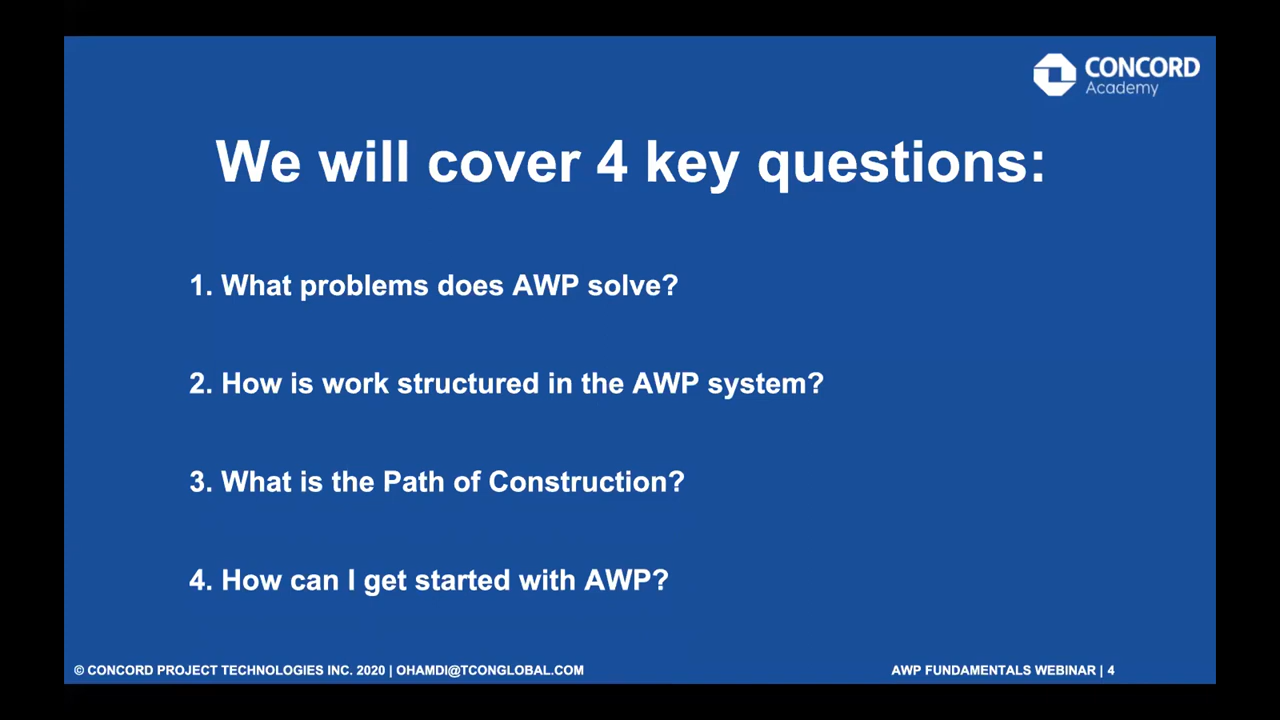 CONCORD
Academy
We will cover 4 key questions:
1. What problems does AWP solve?
2. How is work structured in the AWP system?
3. What is the Path of Construction?
4. How can I get started with AWP?
© CONCORD PROJECT TECHNOLOGIES INC. 2020 | OHAMDI@TCONGLOBAL.COM
AWP FUNDAMENTALS WEBINAR | 4